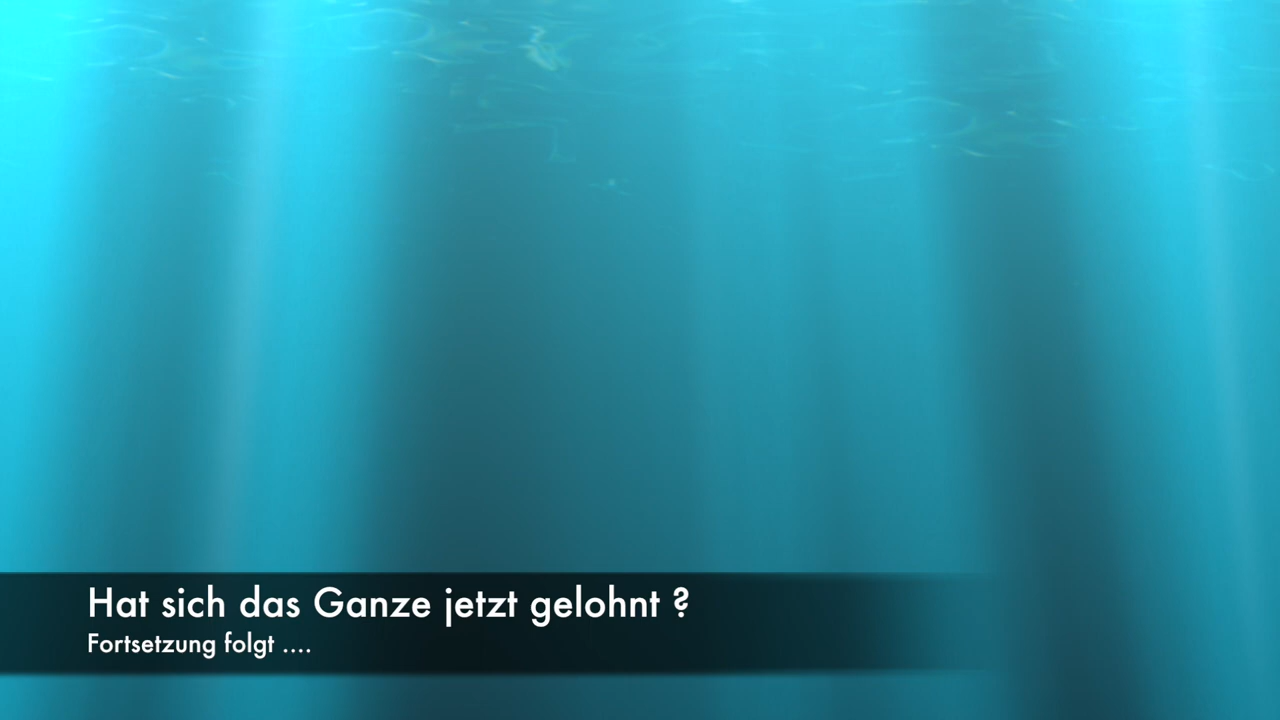 Hat sich das Ganze jetzt gelohnt ?
Fortsetzung folgt ....